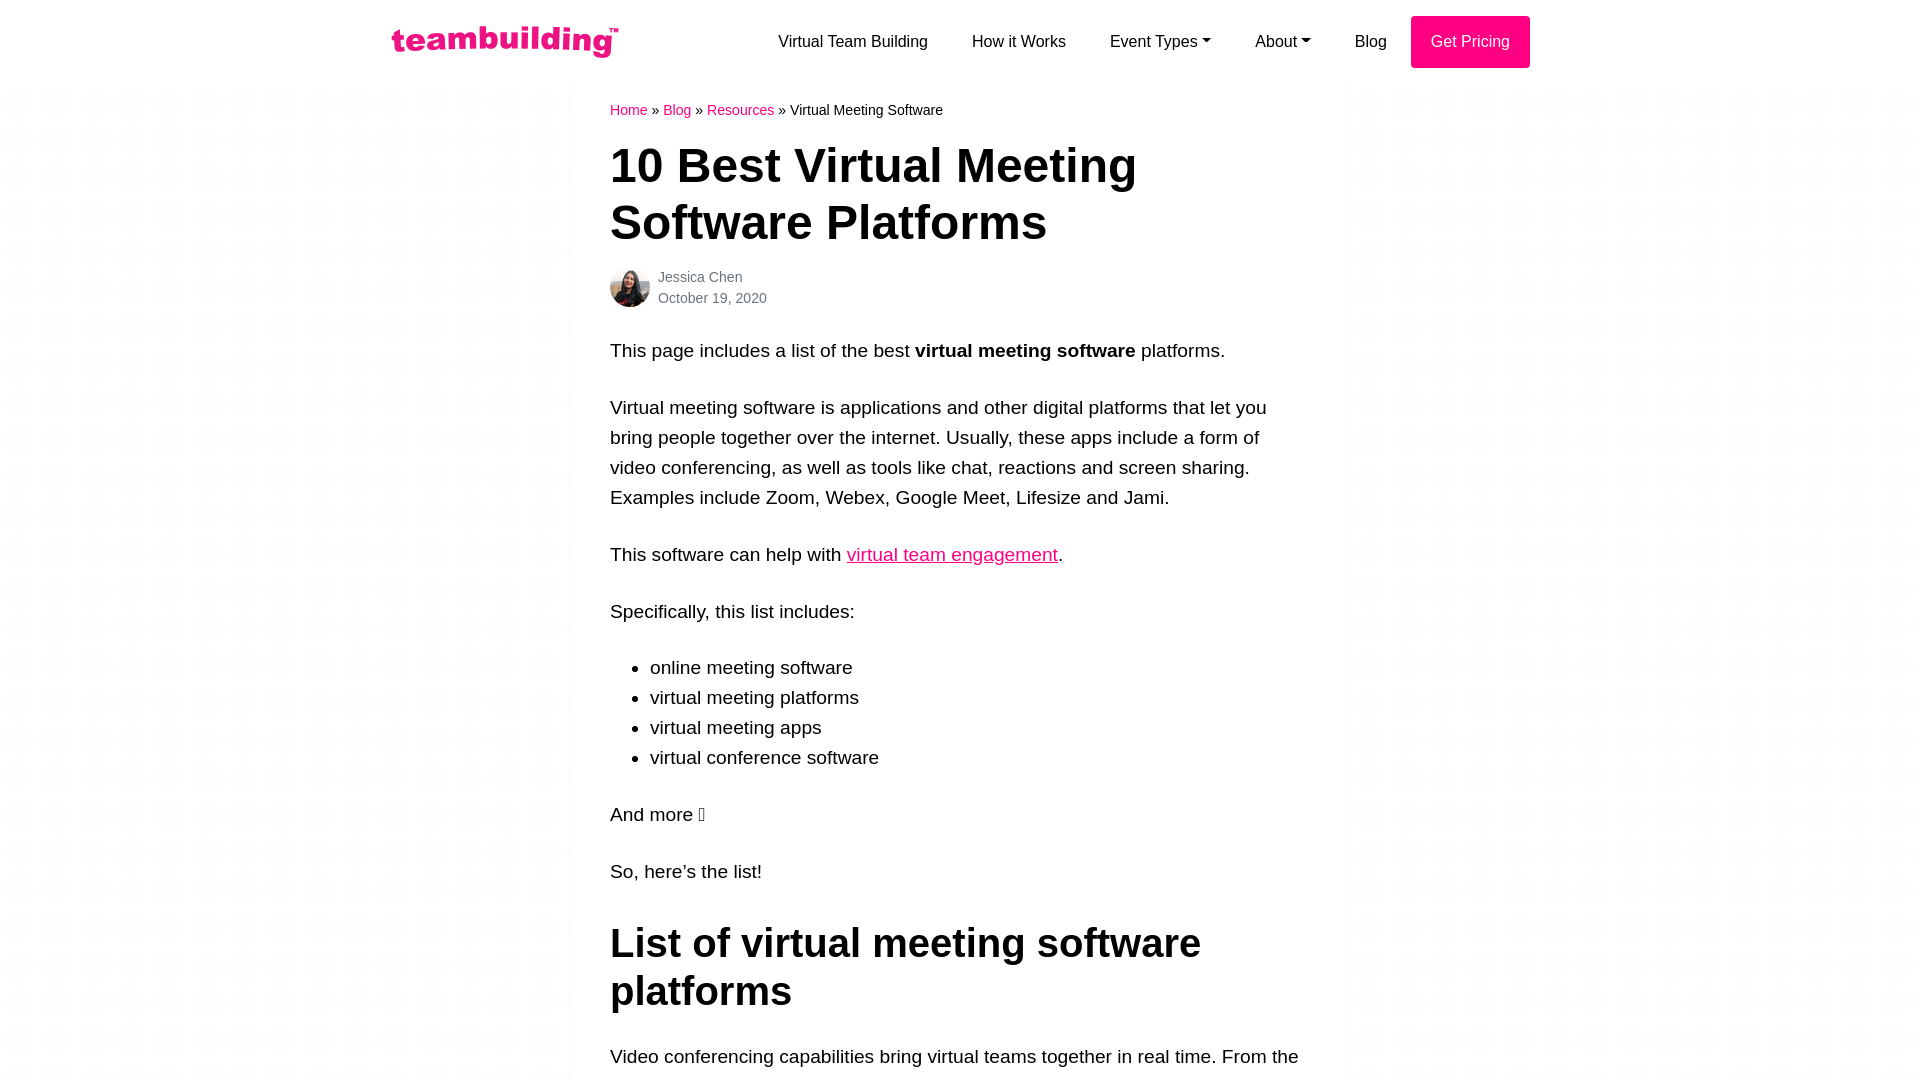 teambuilding™
Virtual Team Building
How it Works
Event Types
About
Blog
Get Pricing
Home » Blog » Resources » Virtual Meeting Software
10 Best Virtual Meeting
Software Platforms
Jessica Chen
October 19, 2020
This page includes a list of the best virtual meeting software platforms.
Virtual meeting software is applications and other digital platforms that let you
bring people together over the internet. Usually, these apps include a form of
video conferencing, as well as tools like chat, reactions and screen sharing.
Examples include Zoom, Webex, Google Meet, Lifesize and Jami.
This software can help with virtual team engagement.
Specifically, this list includes:
• online meeting software
• virtual meeting platforms
• virtual meeting apps
• virtual conference software
And more
So, here’s the list!
List of virtual meeting software
platforms
Video conferencing capabilities bring virtual teams together in real time. From the